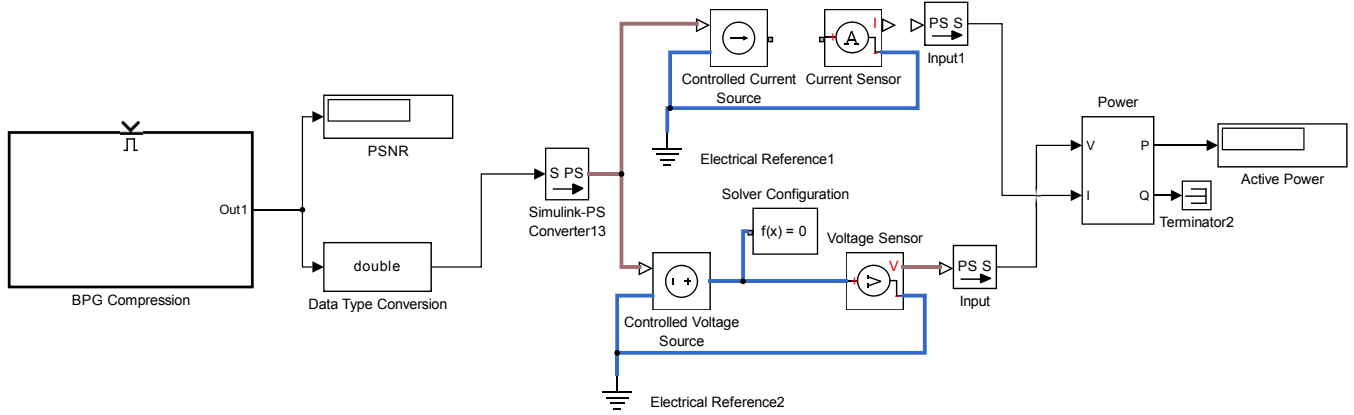 I
A
PS S
Input1
Controlled Current
Source
Current Sensor
Power
PSNR
Electrical Reference1
V
P
I
Q
Active Power
Terminator2
S PS
Simulink-PS
Converter13
Solver Configuration
f(x) = 0
Out1
double
Voltage Sensor
V
V
PS S
Input
BPG Compression
Data Type Conversion
Controlled Voltage
Source
Electrical Reference2